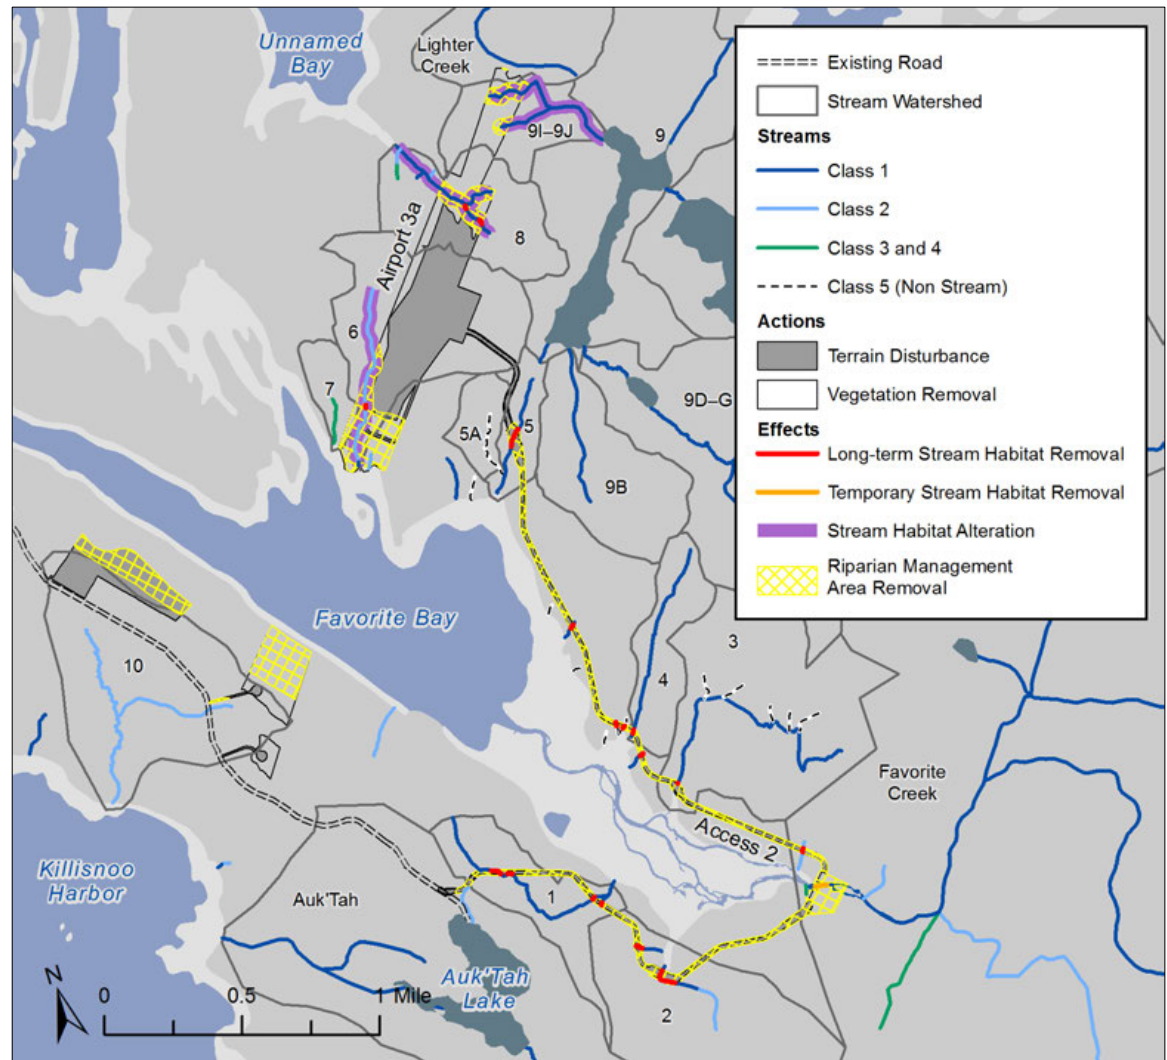 Unnamed
Bay
Lighter
Creek
9I–9J
9
8
Airport 3a
6
7
5A
5
9D–G
9B
Favorite Bay
10
4
3
Favorite
Creek
Access 2
Killisnoo
Harbor
Auk'Tah
1
Auk'Tah
Lake
2
N
0 0.5 1 Mile
Existing Road
Stream Watershed
Streams
Class 1
Class 2
Class 3 and 4
Class 5 (Non Stream)
Actions
Terrain Disturbance
Vegetation Removal
Effects
Long-term Stream Habitat Removal
Temporary Stream Habitat Removal
Stream Habitat Alteration
Riparian Management
Area Removal